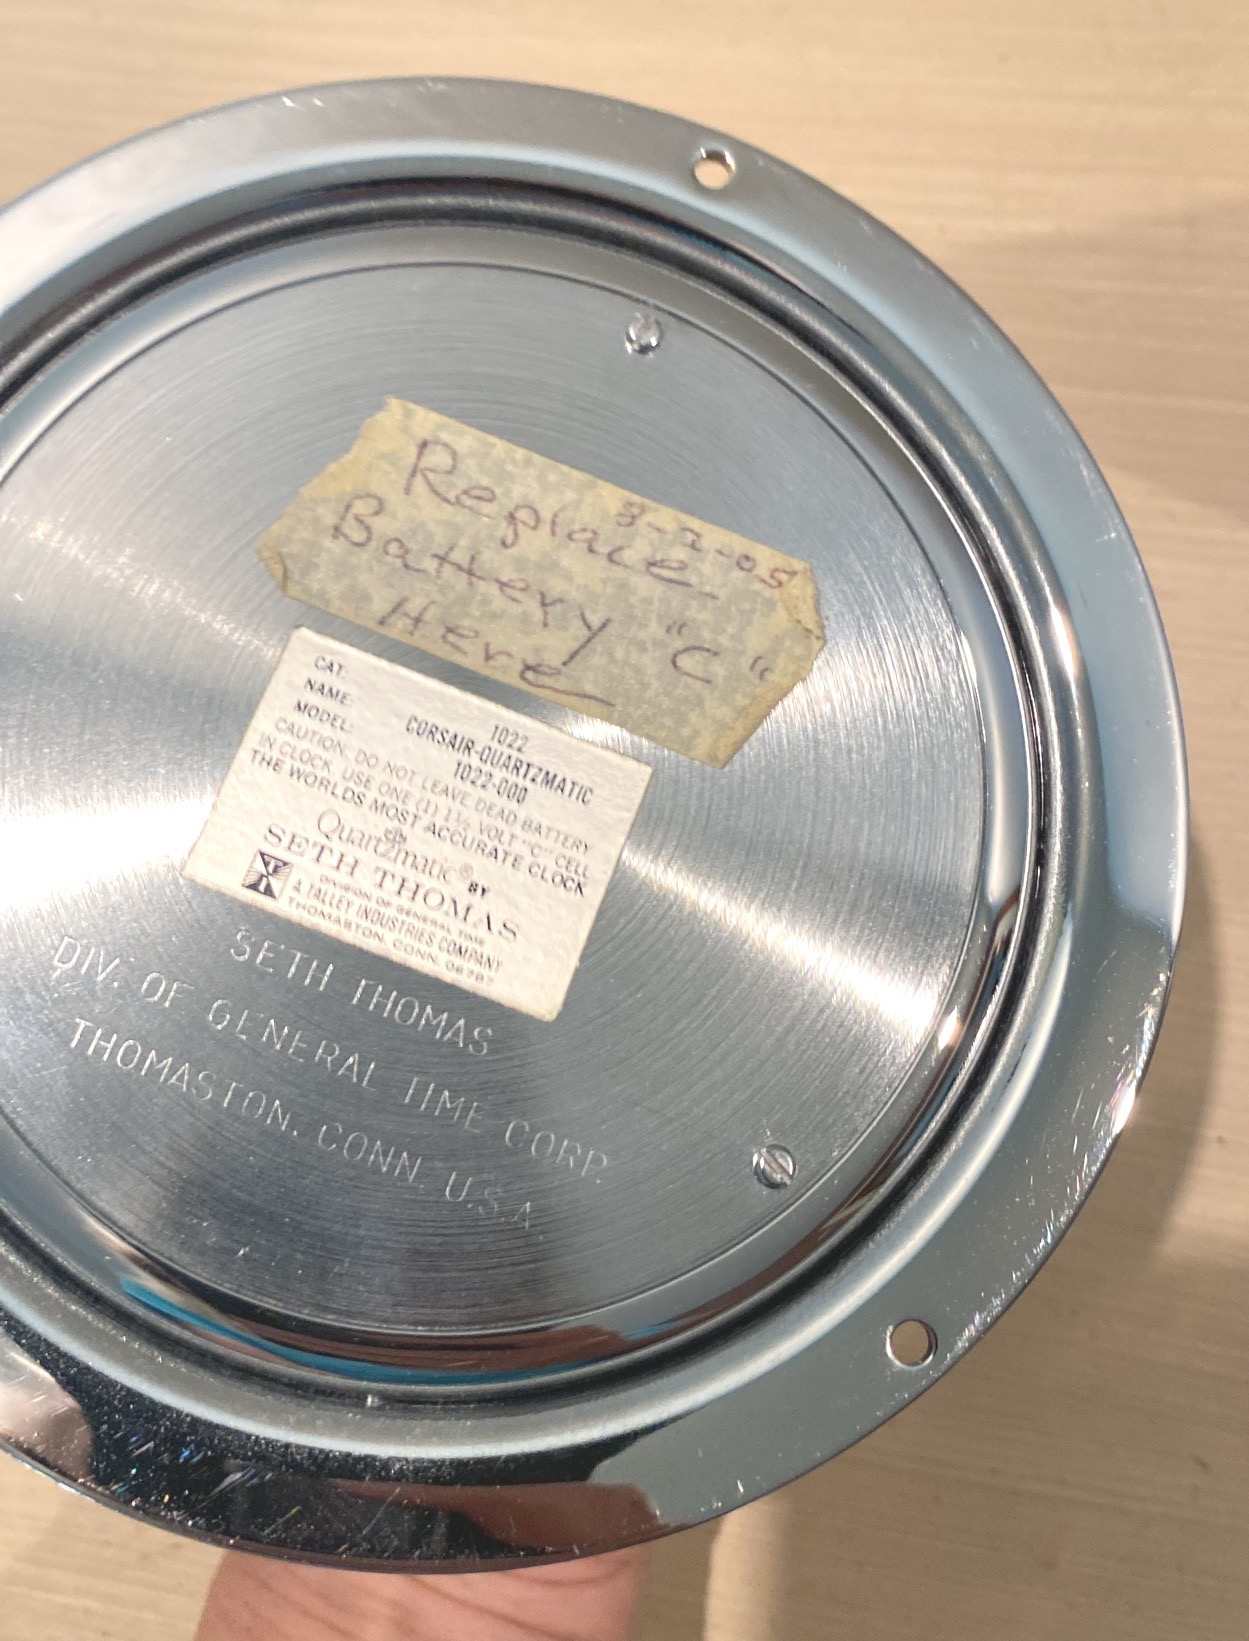 8-2-05
Replace
Battery "C"
Here
CAT: 1022
NAME: CORSAIR-QUARTZMATIC
MODEL: 1022-000
CAUTION: DO NOT LEAVE DEAD BATTERY
IN CLOCK, USE ONE (1) 1½ VOLT "C" CELL
THE WORLDS MOST ACCURATE CLOCK
Quartzmatic® BY
SETH THOMAS
DIVISION OF GENERAL TIME
A TALLEY INDUSTRIES COMPANY
THOMASTON, CONN. 06787
SETH THOMAS
DIV. OF GENERAL TIME CORP.
THOMASTON, CONN. U.S.A